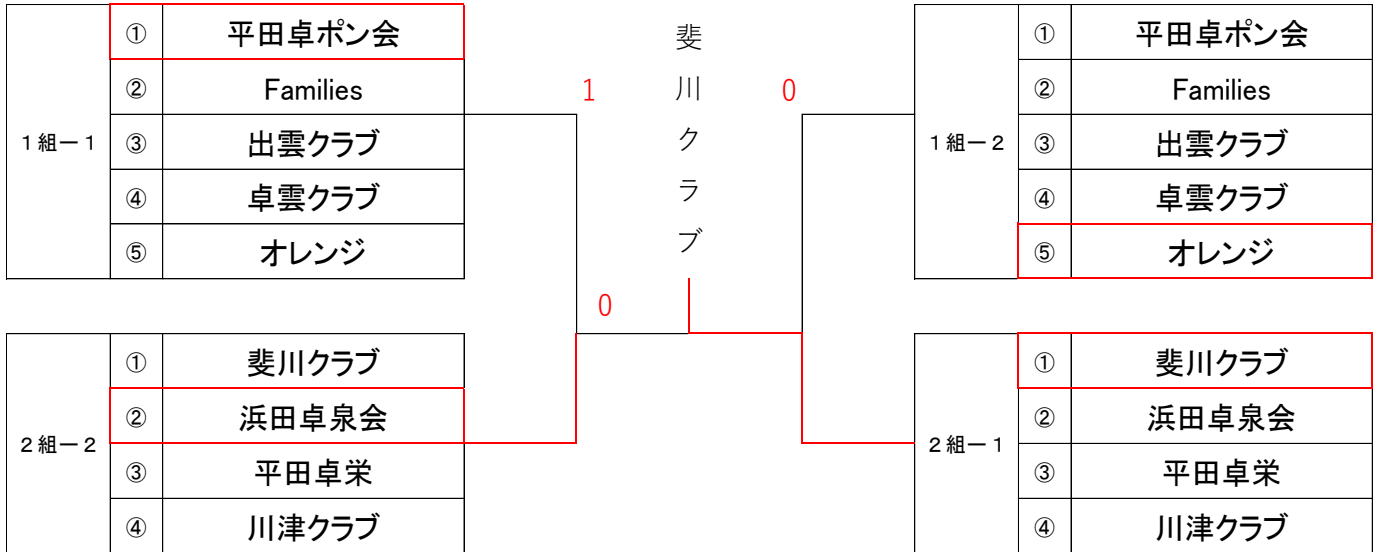 1組ー1
① 平田卓ポン会
② Families
③ 出雲クラブ
④ 卓雲クラブ
⑤ オレンジ
2組ー2
① 斐川クラブ
② 浜田卓泉会
③ 平田卓栄
④ 川津クラブ
1
0
斐川クラブ
0
1組ー2
① 平田卓ポン会
② Families
③ 出雲クラブ
④ 卓雲クラブ
⑤ オレンジ
2組ー1
① 斐川クラブ
② 浜田卓泉会
③ 平田卓栄
④ 川津クラブ